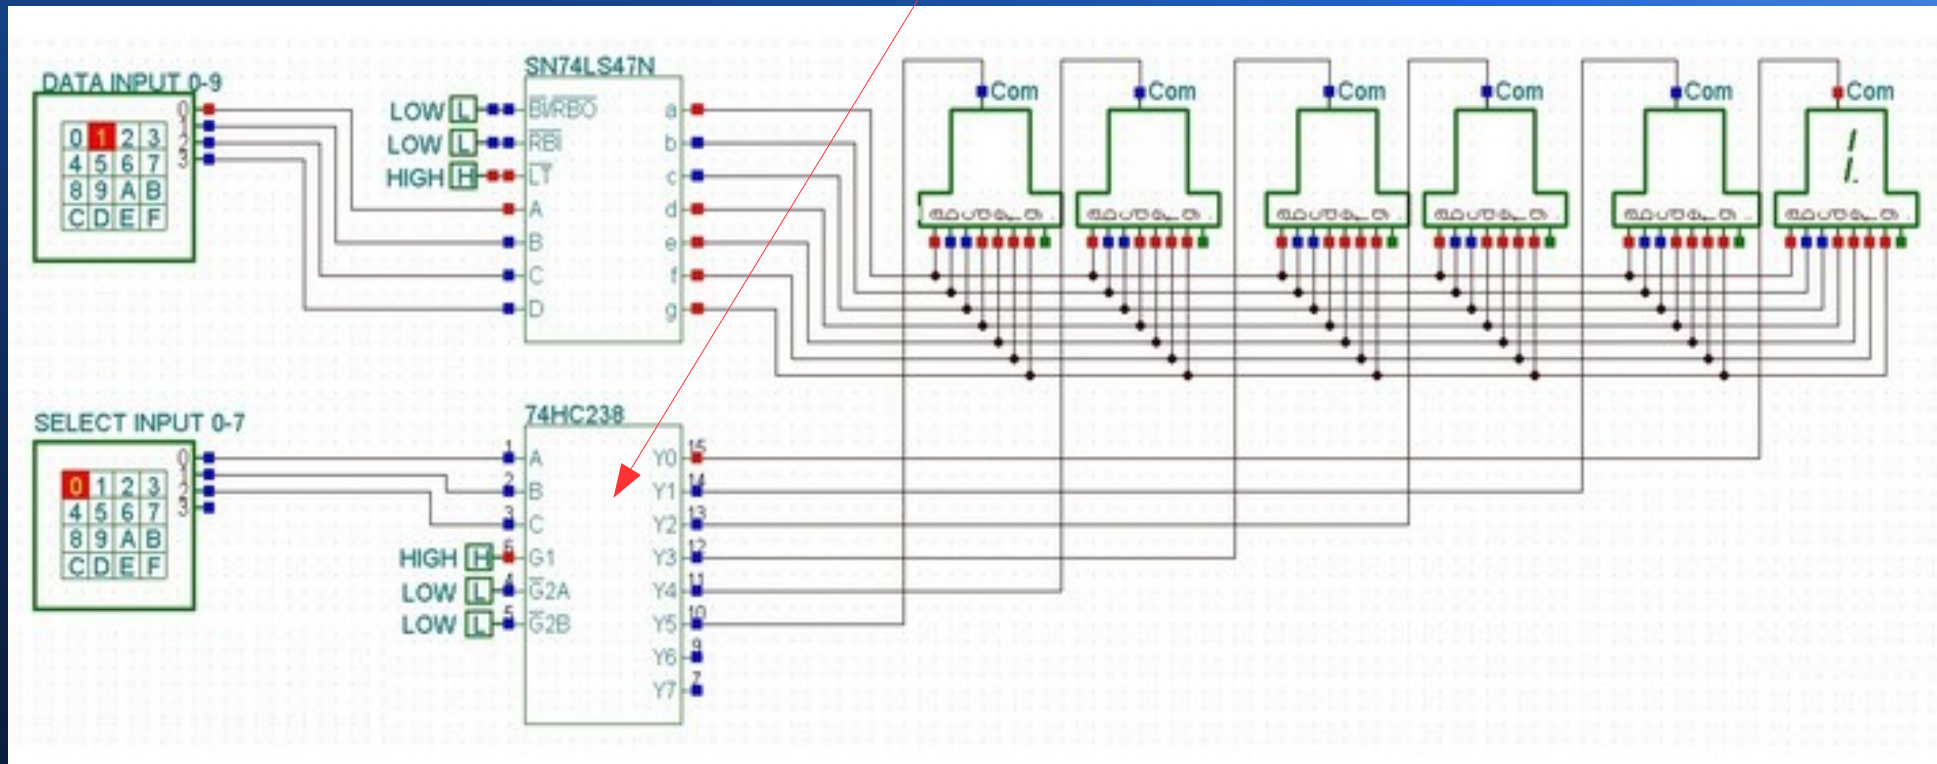 DATA INPUT 0-9
0
1
2
3
0 1 2 3
4 5 6 7
8 9 A B
C D E F
SN74LS47N
LOW L BI/RBO
LOW L RBI
HIGH H LT
A
B
C
D
a
b
c
d
e
f
g
Com
a b c d e f g .
Com
a b c d e f g .
Com
a b c d e f g .
Com
a b c d e f g .
Com
a b c d e f g .
Com
1.
a b c d e f g .
SELECT INPUT 0-7
0
1
2
3
0 1 2 3
4 5 6 7
8 9 A B
C D E F
74HC238
1 A
2 B
3 C
HIGH H 6 G1
LOW L 4 G2A
LOW L 5 G2B
Y0 15
Y1 14
Y2 13
Y3 12
Y4 11
Y5 10
Y6 9
Y7 7